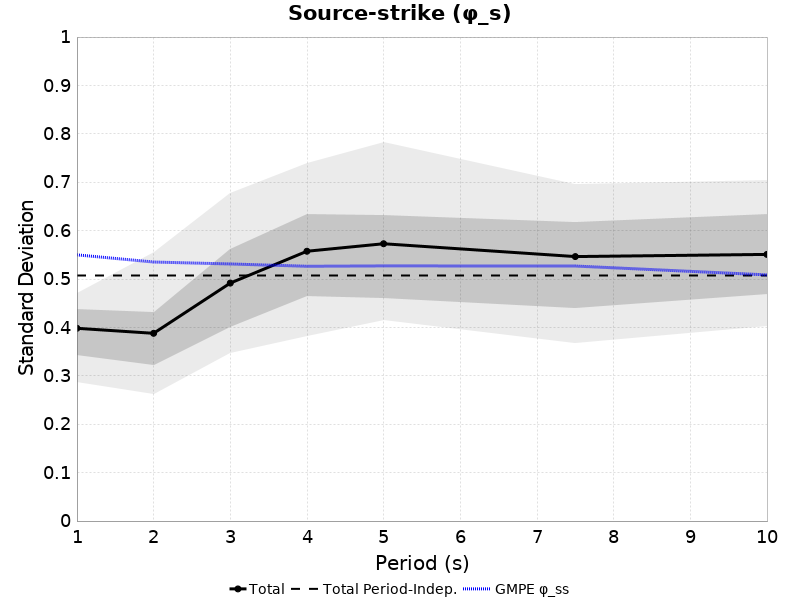 Source-strike (φ_s)
Standard Deviation
1
0.9
0.8
0.7
0.6
0.5
0.4
0.3
0.2
0.1
0
1 2 3 4 5 6 7 8 9 10
Period (s)
Total Total Period-Indep. GMPE φ_ss